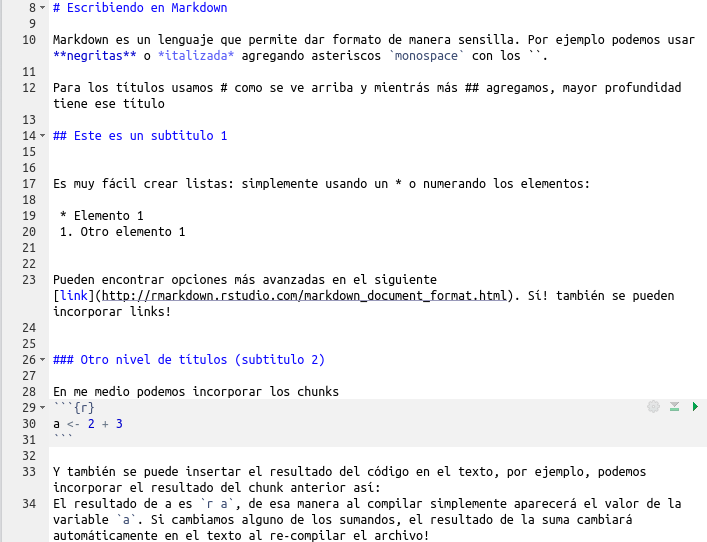 8 # Escribiendo en Markdown
9
10 Markdown es un lenguaje que permite dar formato de manera sencilla. Por ejemplo podemos usar
**negritas** o *italizada* agregando asteriscos `monospace` con los ``.
11
12 Para los títulos usamos # como se ve arriba y mientrás más ## agregamos, mayor profundidad
tiene ese título
13
14 ## Este es un subtitulo 1
15
16
17 Es muy fácil crear listas: simplemente usando un * o numerando los elementos:
18
19 * Elemento 1
20 1. Otro elemento 1
21
22
23 Pueden encontrar opciones más avanzadas en el siguiente
[link](http://rmarkdown.rstudio.com/markdown_document_format.html). Sí! también se pueden
incorporar links!
24
25
26 ### Otro nivel de títulos (subtitulo 2)
27
28 En me medio podemos incorporar los chunks
29 ```{r}
30 a <- 2 + 3
31 ```
32
33 Y también se puede insertar el resultado del código en el texto, por ejemplo, podemos
incorporar el resultado del chunk anterior así:
34 El resultado de a es `r a`, de esa manera al compilar simplemente aparecerá el valor de la
variable `a`. Si cambiamos alguno de los sumandos, el resultado de la suma cambiará
automáticamente en el texto al re-compilar el archivo!